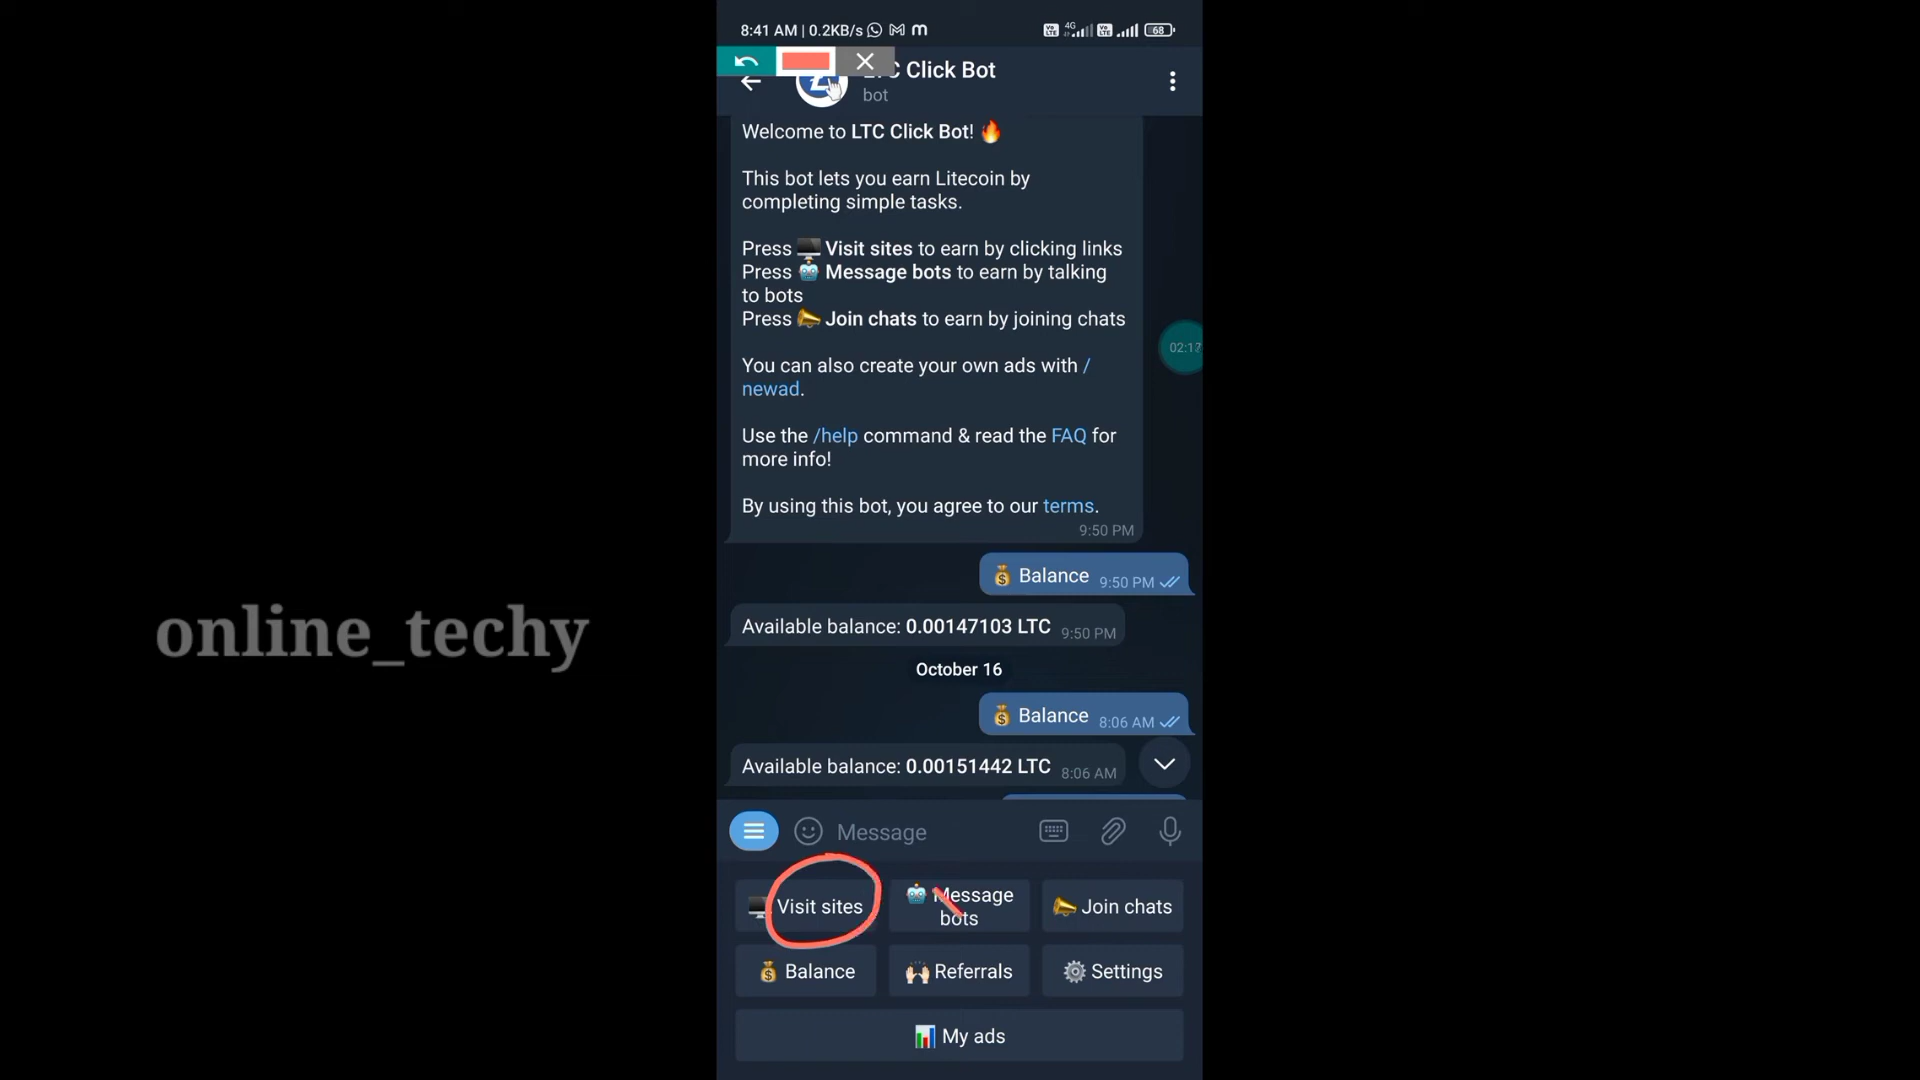 8:41 AM | 0.2KB/s
4G
68
LTC Click Bot
bot
Welcome to LTC Click Bot! 🔥
This bot lets you earn Litecoin by
completing simple tasks.
Press 🖥 Visit sites to earn by clicking links
Press 🤖 Message bots to earn by talking
to bots
Press 📣 Join chats to earn by joining chats
02:17
You can also create your own ads with /
newad.
Use the /help command & read the FAQ for
more info!
By using this bot, you agree to our terms.
9:50 PM
💰 Balance 9:50 PM
Available balance: 0.00147103 LTC 9:50 PM
online_techy
October 16
💰 Balance 8:06 AM
Available balance: 0.00151442 LTC 8:06 AM
Message
🖥 Visit sites
🤖 Message
bots
📣 Join chats
💰 Balance
🙌🏻 Referrals
⚙️ Settings
📊 My ads